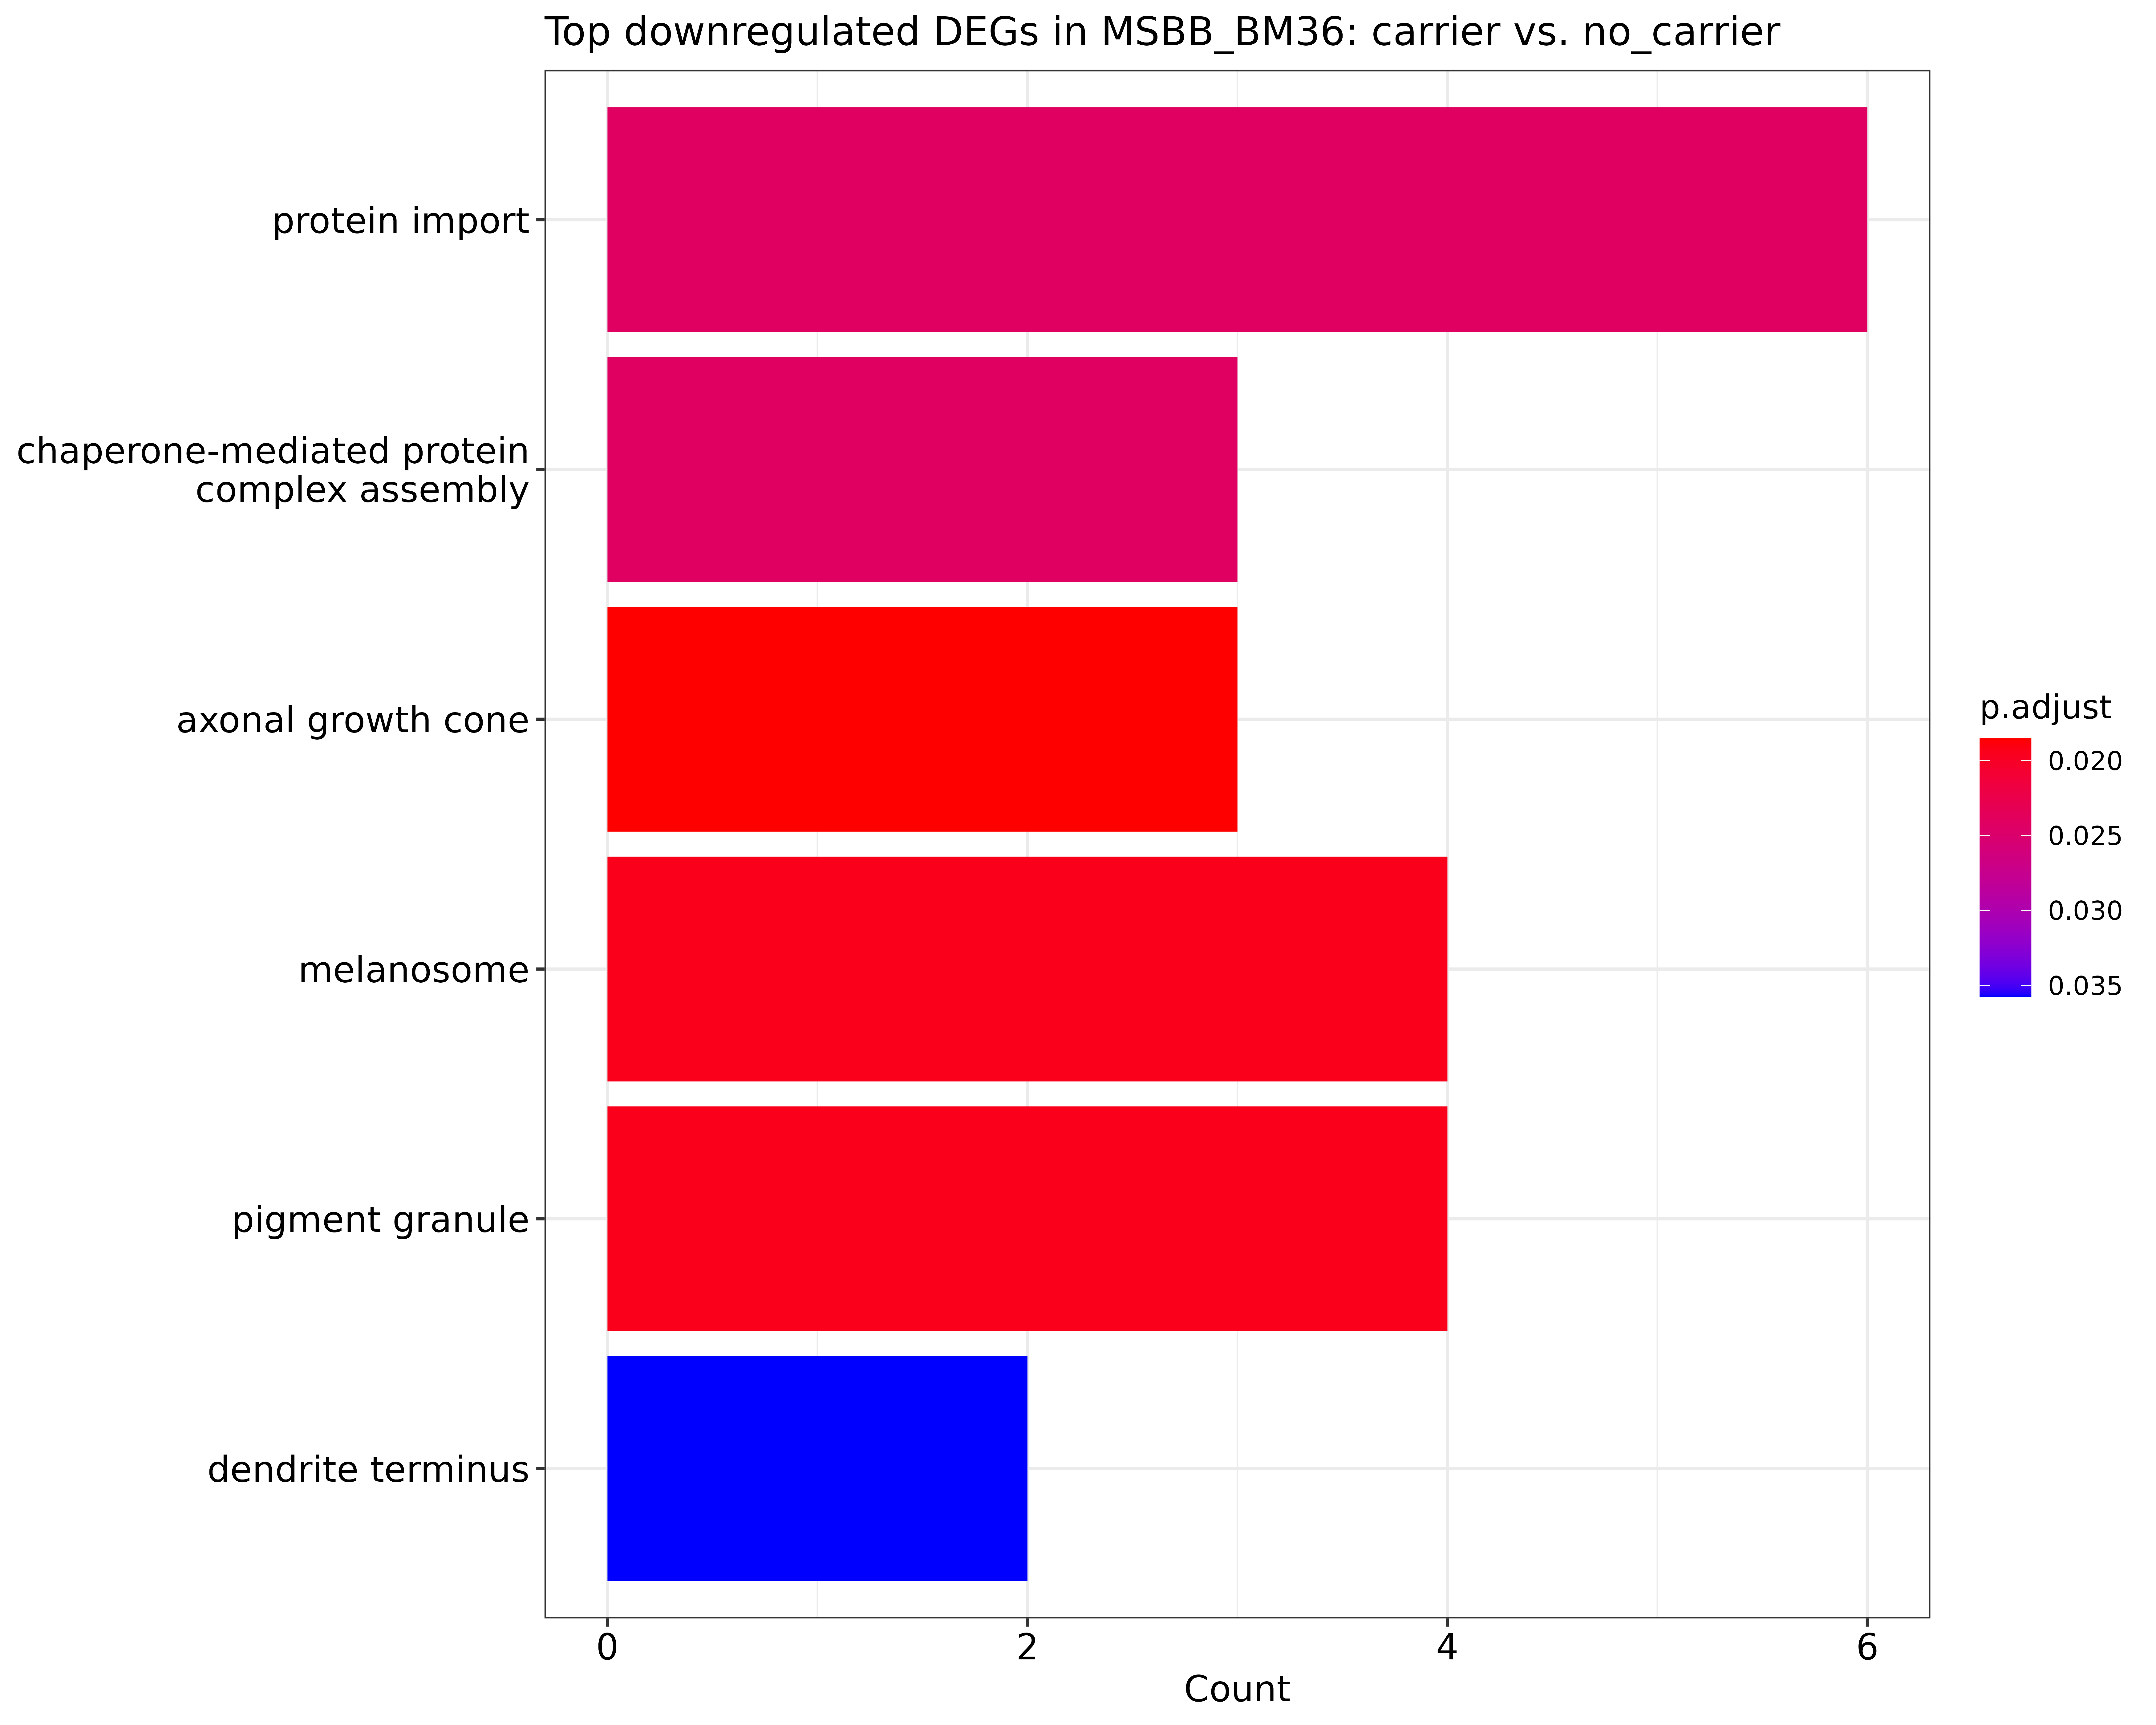 Top downregulated DEGs in MSBB_BM36: carrier vs. no_carrier
protein import
chaperone-mediated protein
complex assembly
axonal growth cone
melanosome
pigment granule
dendrite terminus
0
2
4
6
Count
p.adjust
0.020
0.025
0.030
0.035